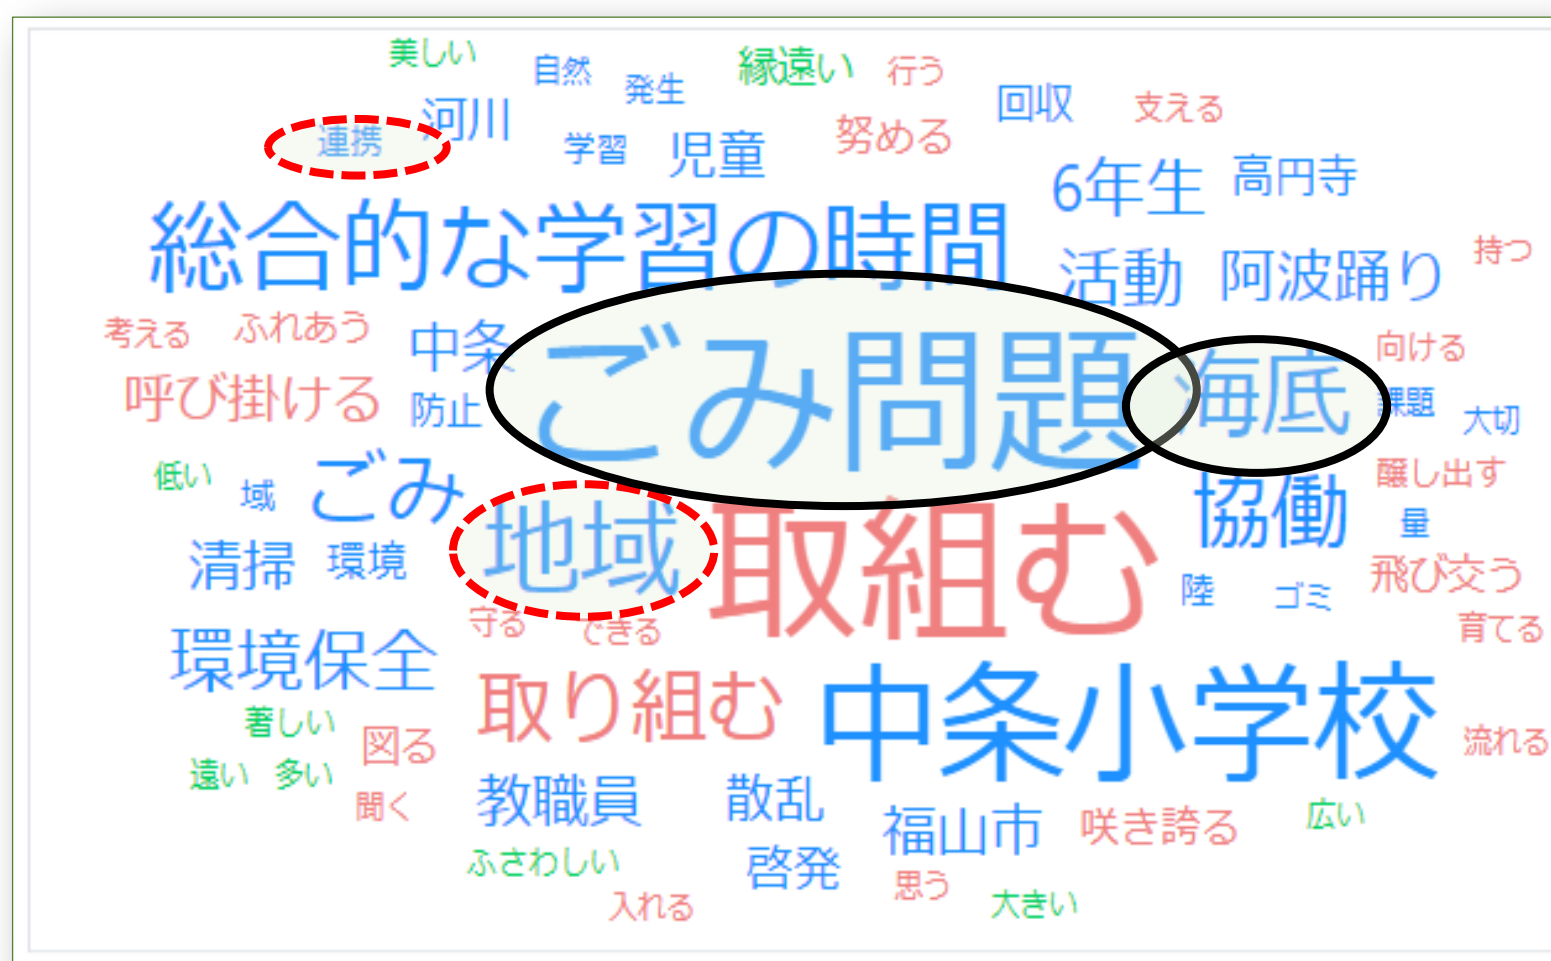 美しい
自然
発生
縁遠い
行う
回収
支える
連携
河川
学習
児童
努める
6年生
高円寺
総合的な学習の時間
活動
阿波踊り
持つ
考える
ふれあう
中条
ごみ問題
海底
向ける
呼び掛ける
防止
課題
大切
低い
域
ごみ
地域
取組む
協働
醸し出す
量
清掃
環境
陸
ゴミ
飛び交う
守る
できる
育てる
環境保全
取り組む
中条小学校
著しい
図る
流れる
遠い
多い
聞く
教職員
散乱
福山市
咲き誇る
広い
ふさわしい
啓発
思う
入れる
大きい